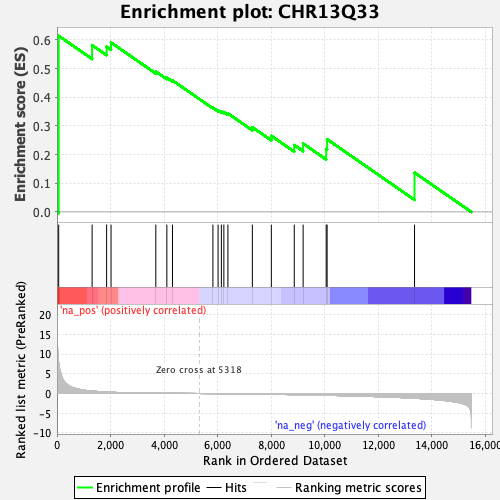 Enrichment plot: CHR13Q33
Enrichment score (ES)
0.6
0.5
0.4
0.3
0.2
0.1
0.0
'na_pos' (positively correlated)
Ranked list metric (PreRanked)
20
15
10
5
0
-5
-10
Zero cross at 5318
'na_neg' (negatively correlated)
0 2,000 4,000 6,000 8,000 10,000 12,000 14,000 16,000
Rank in Ordered Dataset
Enrichment profile Hits Ranking metric scores